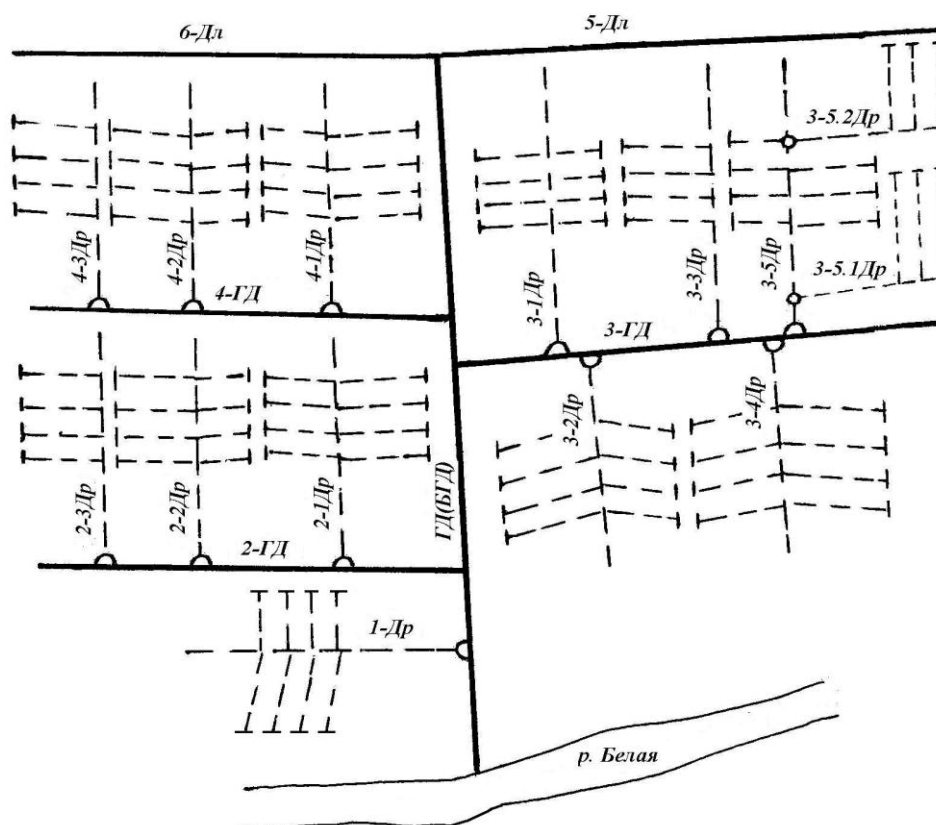 6-Дл
5-Дл
3-5.2Др
4-3Др
4-2Др
4-1Др
3-1Др
3-3Др
3-5Др
3-5.1Др
4-ГД
3-ГД
3-2Др
3-4Др
2-3Др
2-2Др
2-1Др
ГД(БГД)
2-ГД
1-Др
р. Белая